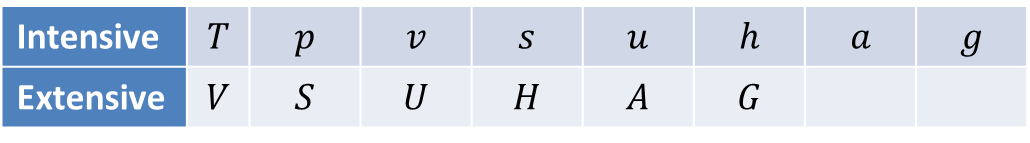 Intensive T p v s u h a g
Extensive V S U H A G